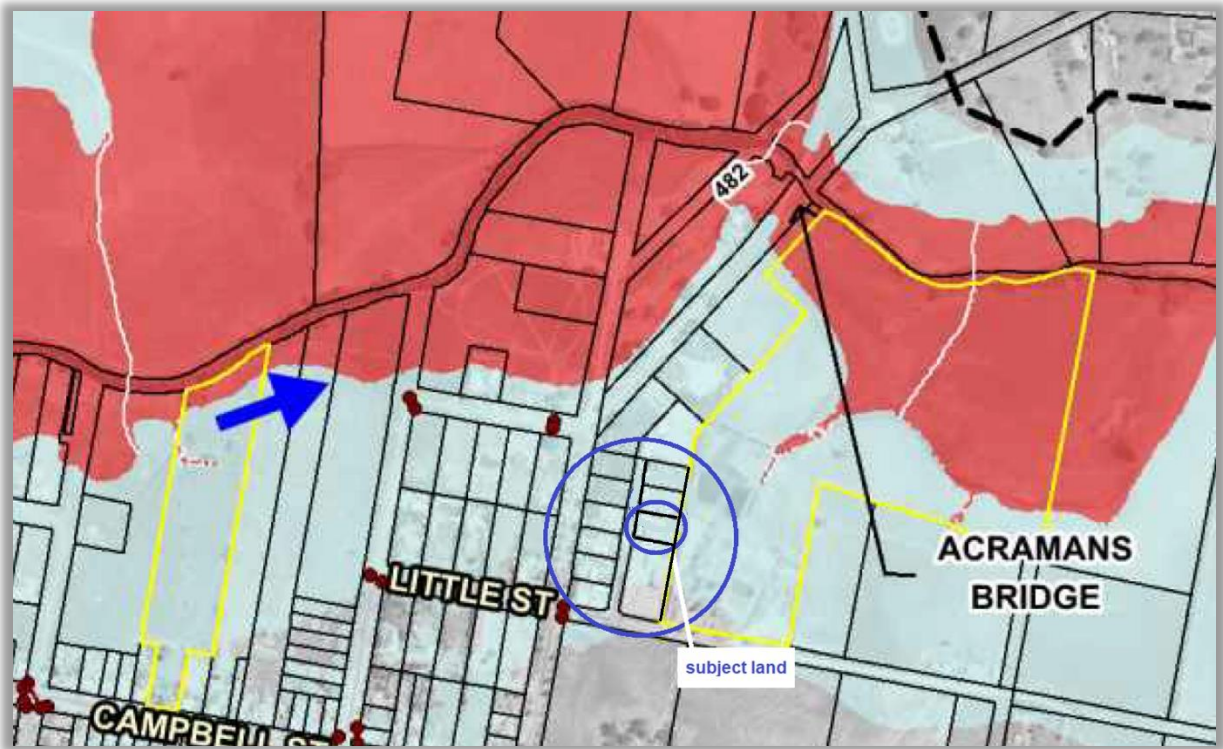 482
LITTLE ST
ACRAMANS
BRIDGE
subject land
CAMPBELL ST